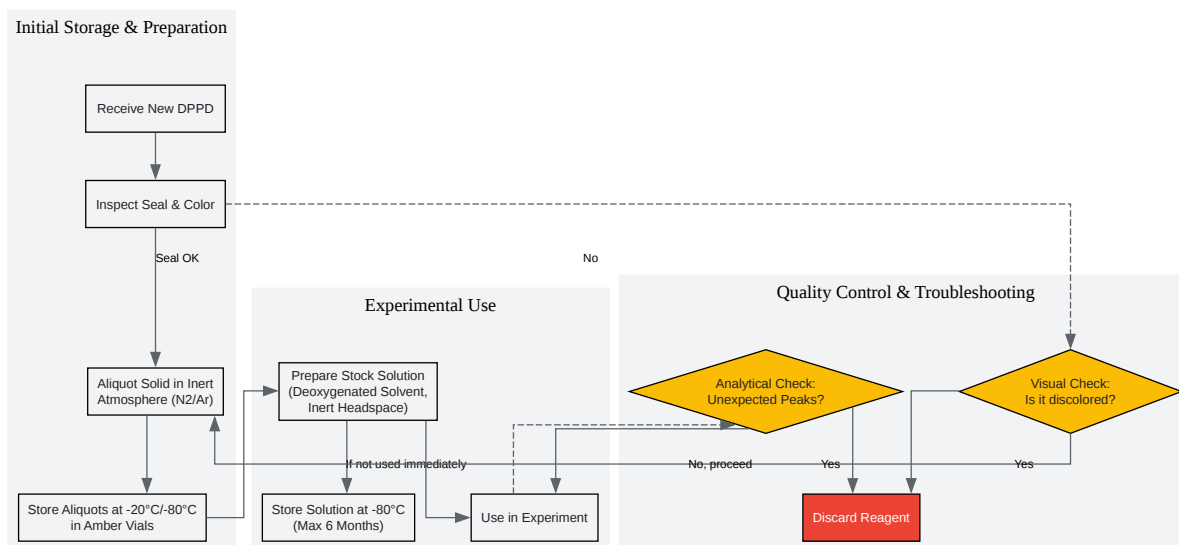 Initial Storage & Preparation
Receive New DPPD
Inspect Seal & Color
Seal OK
No
Aliquot Solid in Inert
Atmosphere (N2/Ar)
Store Aliquots at -20°C/-80°C
in Amber Vials
Experimental Use
Prepare Stock Solution
(Deoxygenated Solvent,
Inert Headspace)
If not used immediately
Store Solution at -80°C
(Max 6 Months)
Use in Experiment
Quality Control & Troubleshooting
Analytical Check:
Unexpected Peaks?
Visual Check:
Is it discolored?
No, proceed
Yes
Yes
Discard Reagent